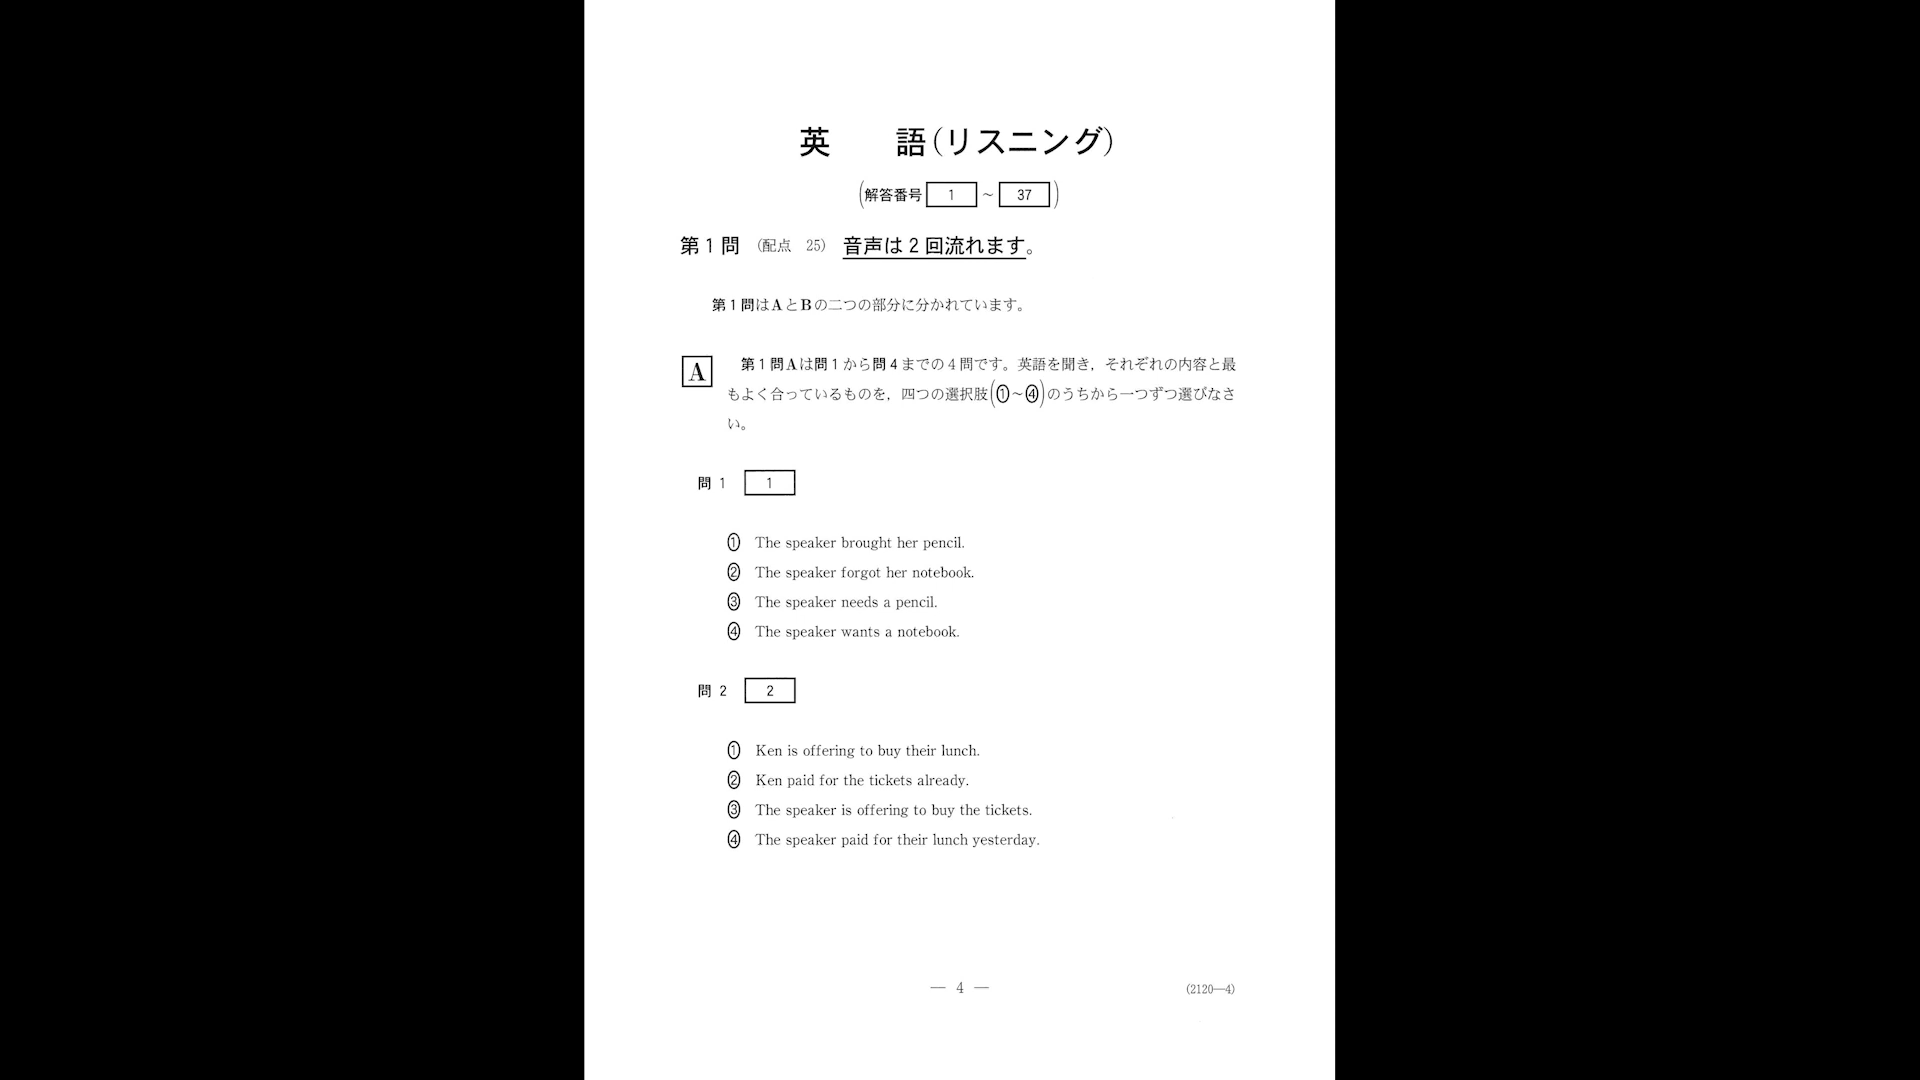 英　　語(リスニング)
(解答番号 1 ～ 37)
第1問 (配点　25) 音声は2回流れます。
第1問はAとBの二つの部分に分かれています。
A 第1問Aは問1から問4までの4問です。英語を聞き，それぞれの内容と最
もよく合っているものを，四つの選択肢(①～④)のうちから一つずつ選びなさ
い。
問 1 1
① The speaker brought her pencil.
② The speaker forgot her notebook.
③ The speaker needs a pencil.
④ The speaker wants a notebook.
問 2 2
① Ken is offering to buy their lunch.
② Ken paid for the tickets already.
③ The speaker is offering to buy the tickets.
④ The speaker paid for their lunch yesterday.
— 4 —
(2120—4)